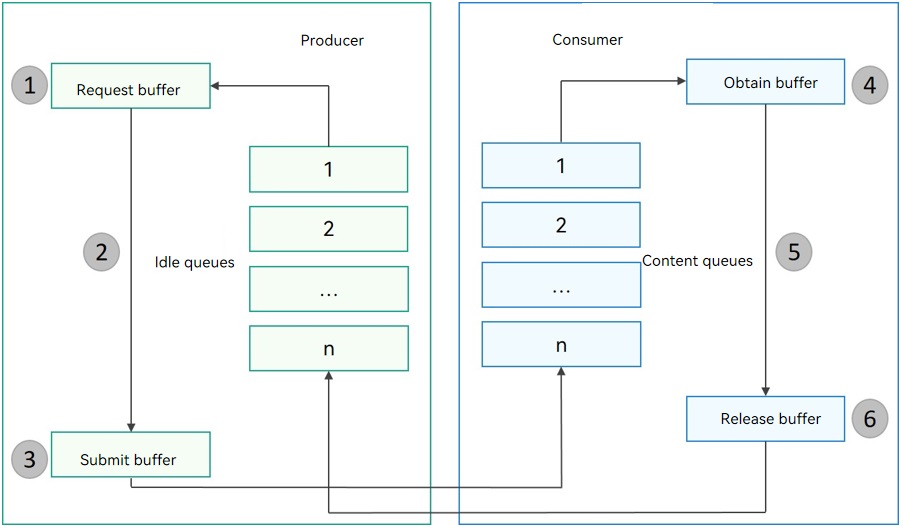 Producer
1
Request buffer
1
2
2
Idle queues
...
n
3
Submit buffer
Consumer
Obtain buffer
4
1
2
Content queues
5
...
n
Release buffer
6